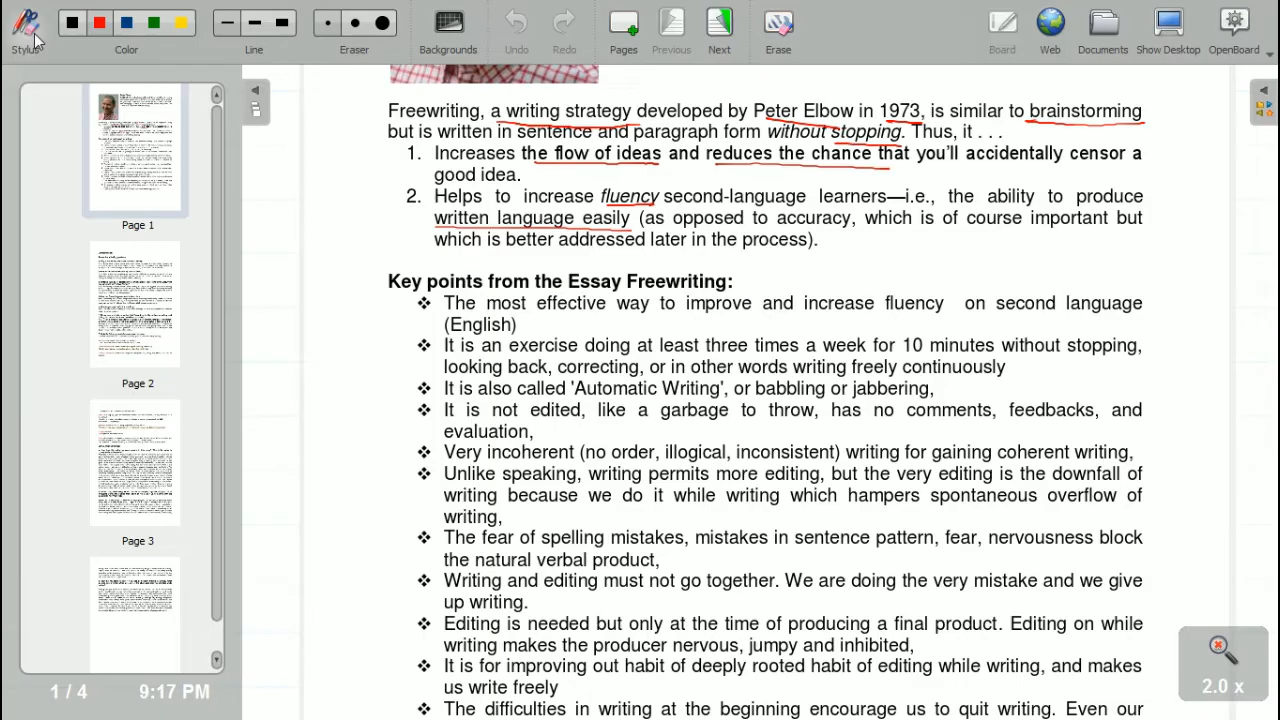 Stylus
Color
Line
Eraser
Backgrounds
Undo
Redo
Pages
Previous
Next
Erase
Board
Web
Documents
Show Desktop
OpenBoard
Page 1
Page 2
Page 3
1 / 4
9:17 PM
Freewriting, a writing strategy developed by Peter Elbow in 1973, is similar to brainstorming
but is written in sentence and paragraph form without stopping. Thus, it . . .
1. Increases the flow of ideas and reduces the chance that you'll accidentally censor a
good idea.
2. Helps to increase fluency second-language learners—i.e., the ability to produce
written language easily (as opposed to accuracy, which is of course important but
which is better addressed later in the process).
Key points from the Essay Freewriting:
❖ The most effective way to improve and increase fluency on second language
(English)
❖ It is an exercise doing at least three times a week for 10 minutes without stopping,
looking back, correcting, or in other words writing freely continuously
❖ It is also called 'Automatic Writing', or babbling or jabbering,
❖ It is not edited, like a garbage to throw, has no comments, feedbacks, and
evaluation,
❖ Very incoherent (no order, illogical, inconsistent) writing for gaining coherent writing,
❖ Unlike speaking, writing permits more editing, but the very editing is the downfall of
writing because we do it while writing which hampers spontaneous overflow of
writing,
❖ The fear of spelling mistakes, mistakes in sentence pattern, fear, nervousness block
the natural verbal product,
❖ Writing and editing must not go together. We are doing the very mistake and we give
up writing.
❖ Editing is needed but only at the time of producing a final product. Editing on while
writing makes the producer nervous, jumpy and inhibited,
❖ It is for improving out habit of deeply rooted habit of editing while writing, and makes
us write freely
❖ The difficulties in writing at the beginning encourage us to quit writing. Even our
2.0 x